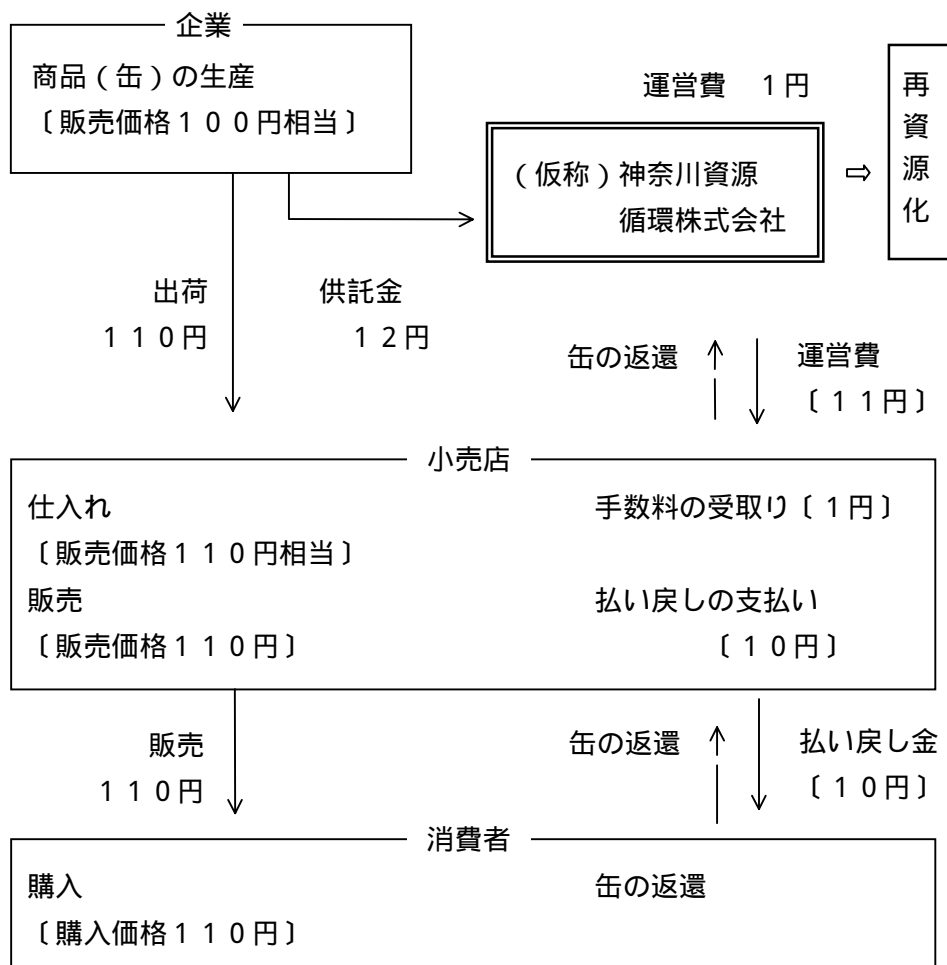 企業
商品（缶）の生産
〔販売価格１００円相当〕
運営費　１円
（仮称）神奈川資源
循環株式会社
⇨
再資源化
出荷
１１０円
供託金
１２円
缶の返還
運営費
〔１１円〕
小売店
仕入れ
〔販売価格１１０円相当〕
販売
〔販売価格１１０円〕
手数料の受取り〔１円〕
払い戻しの支払い
〔１０円〕
販売
１１０円
缶の返還
払い戻し金
〔１０円〕
消費者
購入
〔購入価格１１０円〕
缶の返還